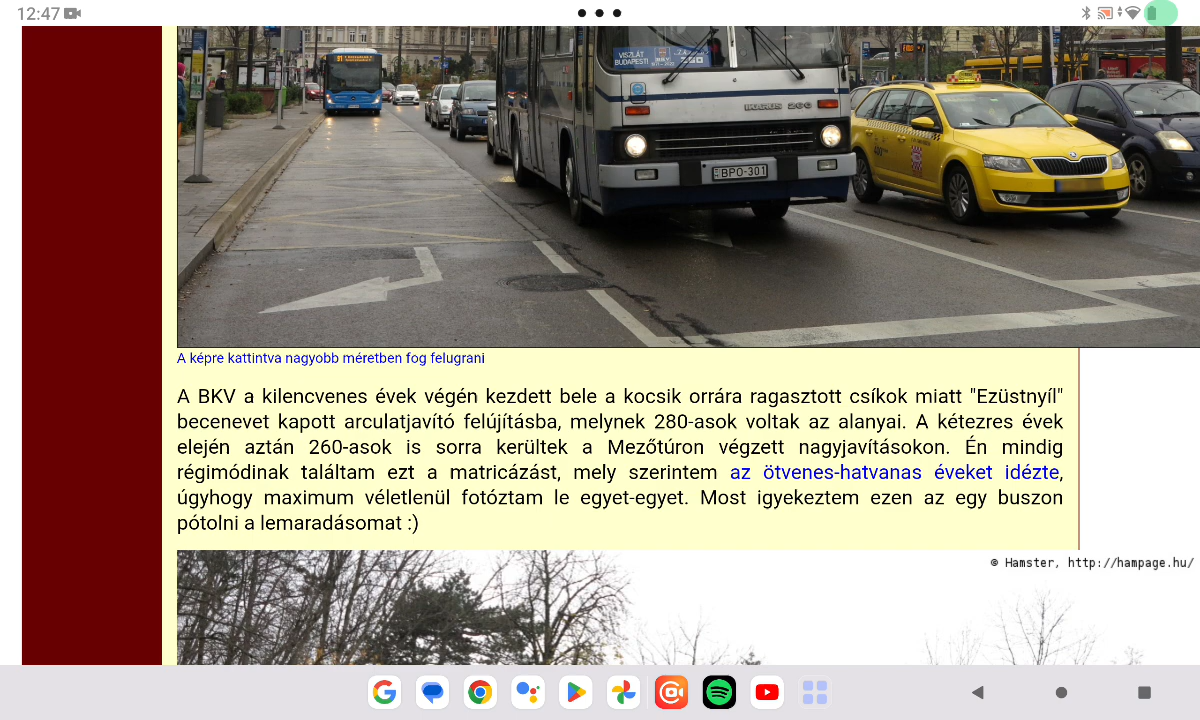 12:47
91
VISZLÁT
BUDAPEST!
IKARUS 260
BPO-301
A képre kattintva nagyobb méretben fog felugrani
A BKV a kilencvenes évek végén kezdett bele a kocsik orrára ragasztott csíkok miatt "Ezüstnyíl"
becenevet kapott arculatjavító felújításba, melynek 280-asok voltak az alanyai. A kétezres évek
elején aztán 260-asok is sorra kerültek a Mezőtúron végzett nagyjavításokon. Én mindig
régimódinak találtam ezt a matricázást, mely szerintem az ötvenes-hatvanas éveket idézte,
úgyhogy maximum véletlenül fotóztam le egyet-egyet. Most igyekeztem ezen az egy buszon
pótolni a lemaradásomat :)
© Hamster, http://hampage.hu/